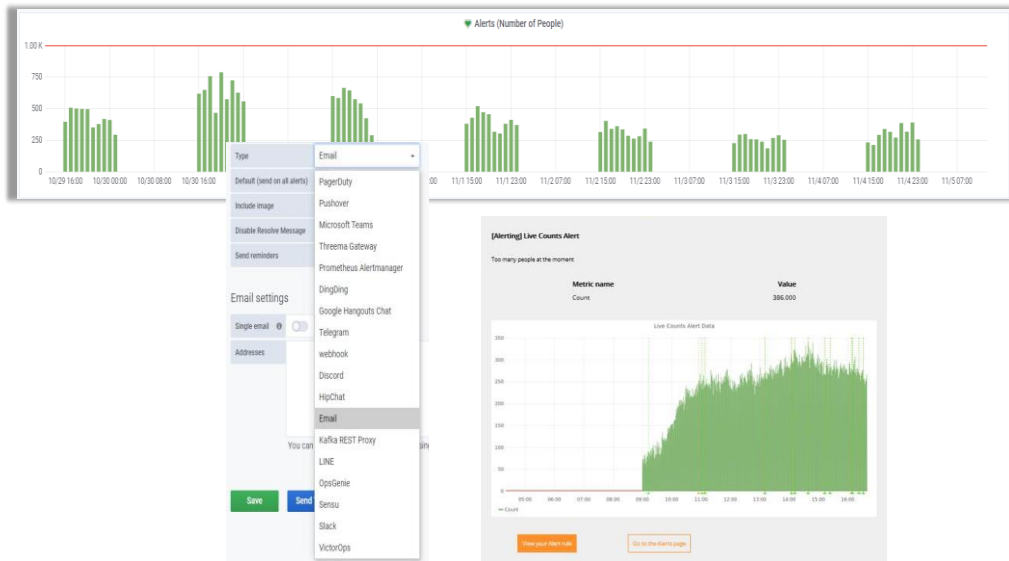 Alerts (Number of People)
1.00 K
750
500
250
0
10/29 16:00 10/30 00:00 10/30 08:00 10/30 16:00 :00 11/1 15:00 11/1 23:00 11/2 07:00 11/2 15:00 11/2 23:00 11/3 07:00 11/3 15:00 11/3 23:00 11/4 07:00 11/4 15:00 11/4 23:00 11/5 07:00
Type Email
Default (send on all alerts)
Include image
Disable Resolve Message
Send reminders
Email settings
Single email
Addresses
You can sing
Save Send
PagerDuty
Pushover
Microsoft Teams
Threema Gateway
Prometheus Alertmanager
DingDing
Google Hangouts Chat
Telegram
webhook
Discord
HipChat
Email
Kafka REST Proxy
LINE
OpsGenie
Sensu
Slack
VictorOps
[Alerting] Live Counts Alert
Too many people at the moment
Metric name Value
Count 386.000
Live Counts Alert Data
350
300
250
200
150
100
50
0
05:00 06:00 07:00 08:00 09:00 10:00 11:00 12:00 13:00 14:00 15:00 16:00
Count
View your Alert rule Go to the Alerts page